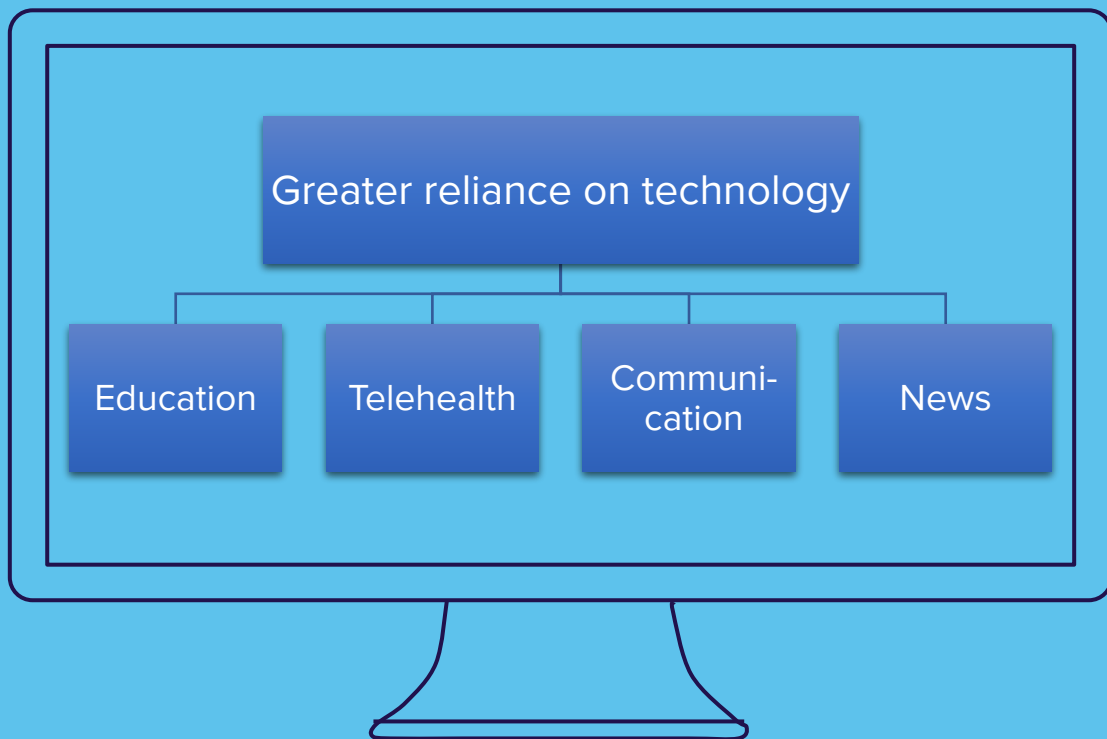 Greater reliance on technology
Education
Telehealth
Communi-
cation
News